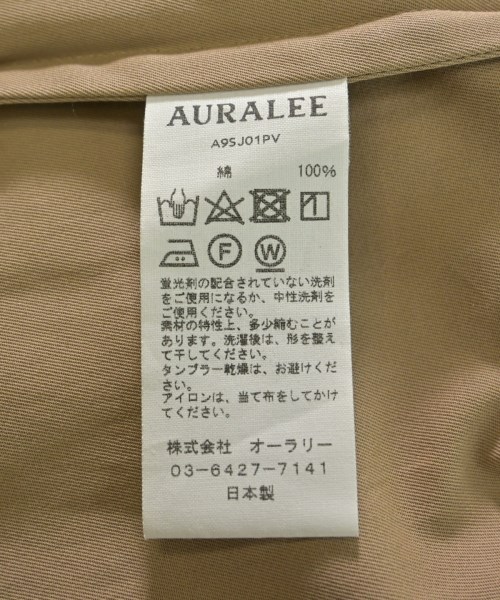 AURALEE
A9SJ01PV
綿 100%
F W
蛍光剤の配合されていない洗剤
をご使用になるか、中性洗剤を
ご使用ください。
素材の特性上、多少縮むことが
あります。洗濯後は、形を整え
て干してください。
タンブラー乾燥は、お避けくださ
い。
アイロンは、当て布をしてかけ
てください。
株式会社 オーラリー
03-6427-7141
日本製